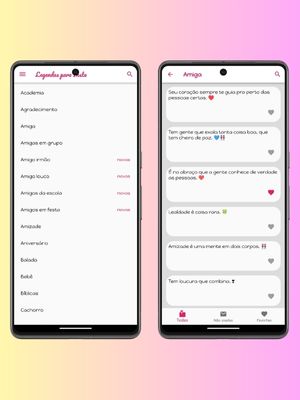 Legendas para fotos
Academia
Agradecimento
Amiga
Amigas em grupo
Amiga irmão
novas
Amiga louca
novas
Amigas da escola
novas
Amigas em festa
novas
Amizade
Aniversário
Balada
Bebê
Bíblicas
Cachorro
Amiga
Seu coração sempre te guia pro perto das
pessoas certas. ❤️
Tem gente que exala tanta coisa boa, que
tem cheiro de paz. 💙👭
É no abraço que a gente conhece de verdade
as pessoas. ❤️
Lealdade é coisa rara. 🍀
Amizade é uma mente em dois corpos. 👭
Tem loucura que combina. ❣
Todas
Não usadas
Favoritas